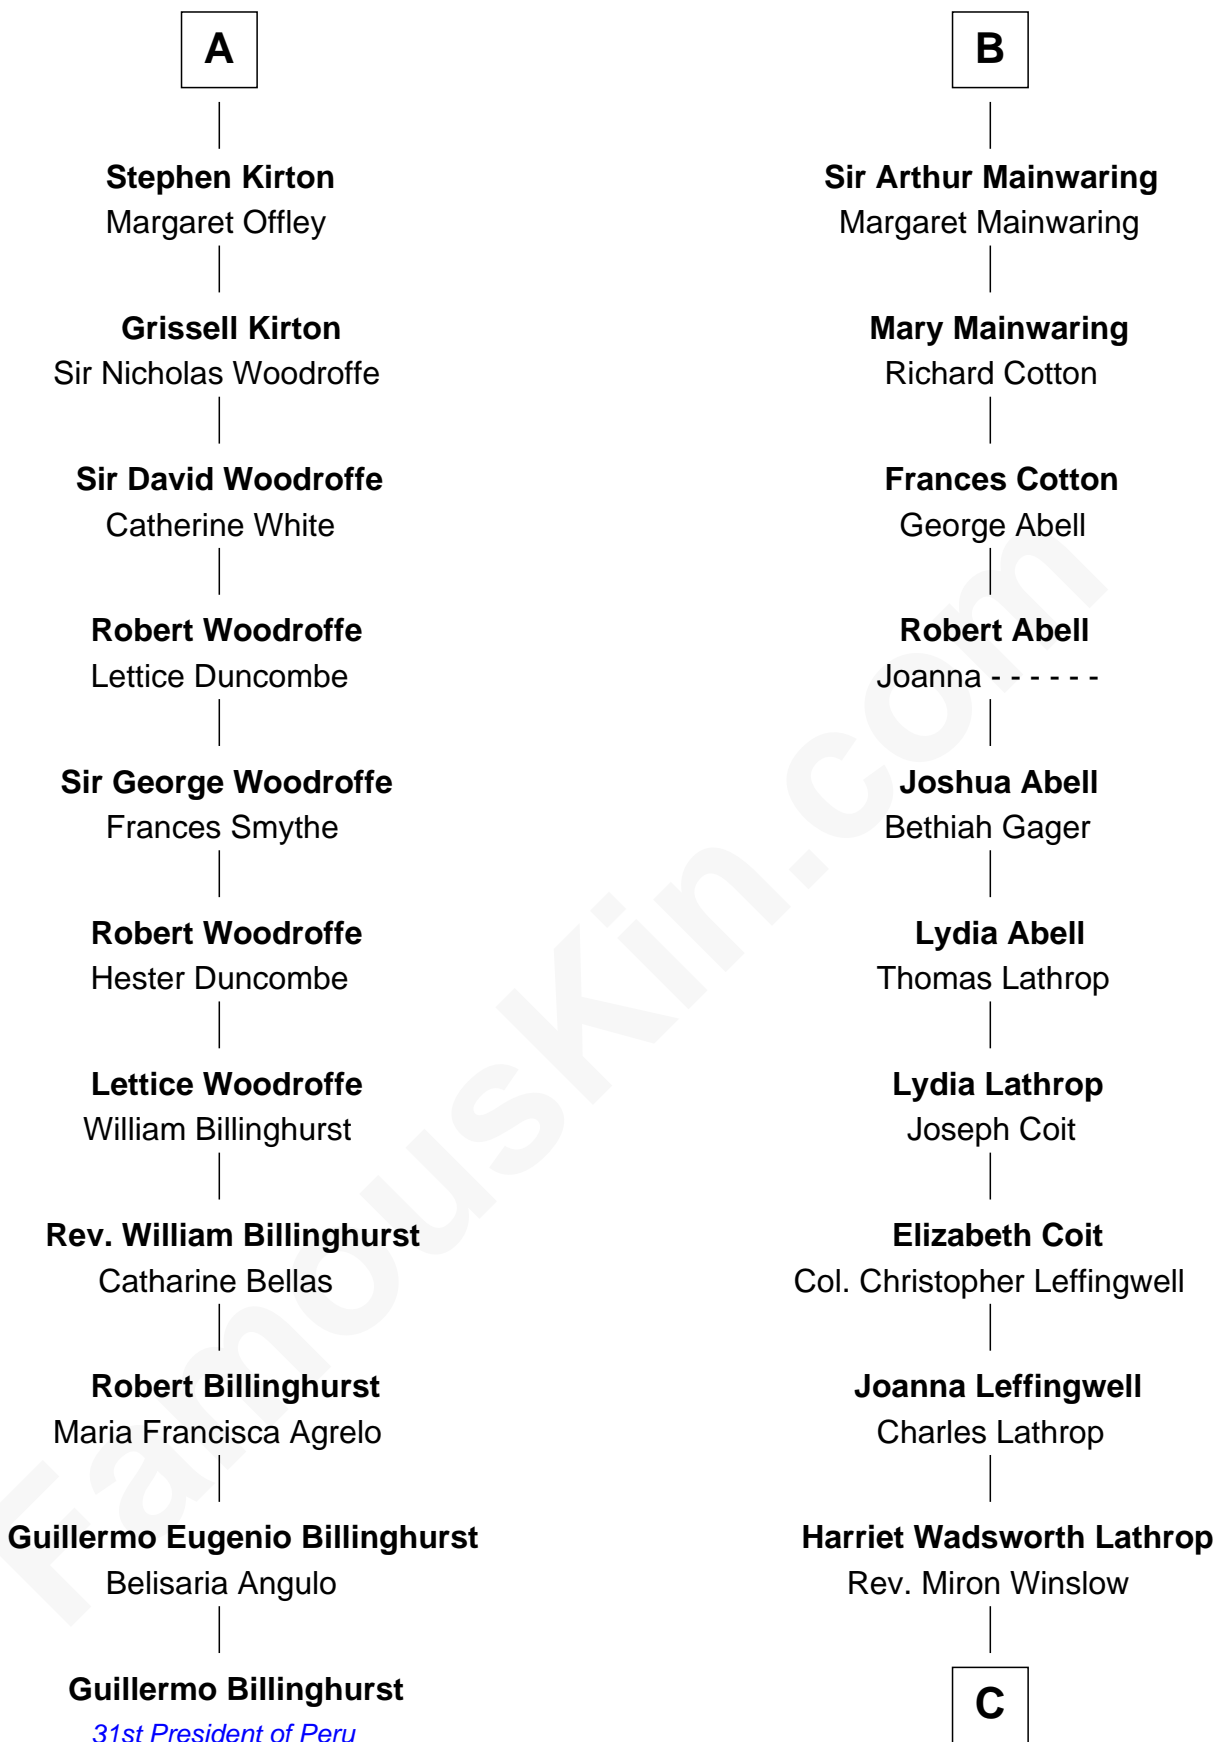 A
Stephen Kirton
Margaret Offley
Grissell Kirton
Sir Nicholas Woodroffe
Sir David Woodroffe
Catherine White
Robert Woodroffe
Lettice Duncombe
Sir George Woodroffe
Frances Smythe
Robert Woodroffe
Hester Duncombe
Lettice Woodroffe
William Billinghurst
Rev. William Billinghurst
Catharine Bellas
Robert Billinghurst
Maria Francisca Agrelo
Guillermo Eugenio Billinghurst
Belisaria Angulo
Guillermo Billinghurst
31st President of Peru
B
Sir Arthur Mainwaring
Margaret Mainwaring
Mary Mainwaring
Richard Cotton
Frances Cotton
George Abell
Robert Abell
Joanna - - - - - -
Joshua Abell
Bethiah Gager
Lydia Abell
Thomas Lathrop
Lydia Lathrop
Joseph Coit
Elizabeth Coit
Col. Christopher Leffingwell
Joanna Leffingwell
Charles Lathrop
Harriet Wadsworth Lathrop
Rev. Miron Winslow
C
FamousKin.com